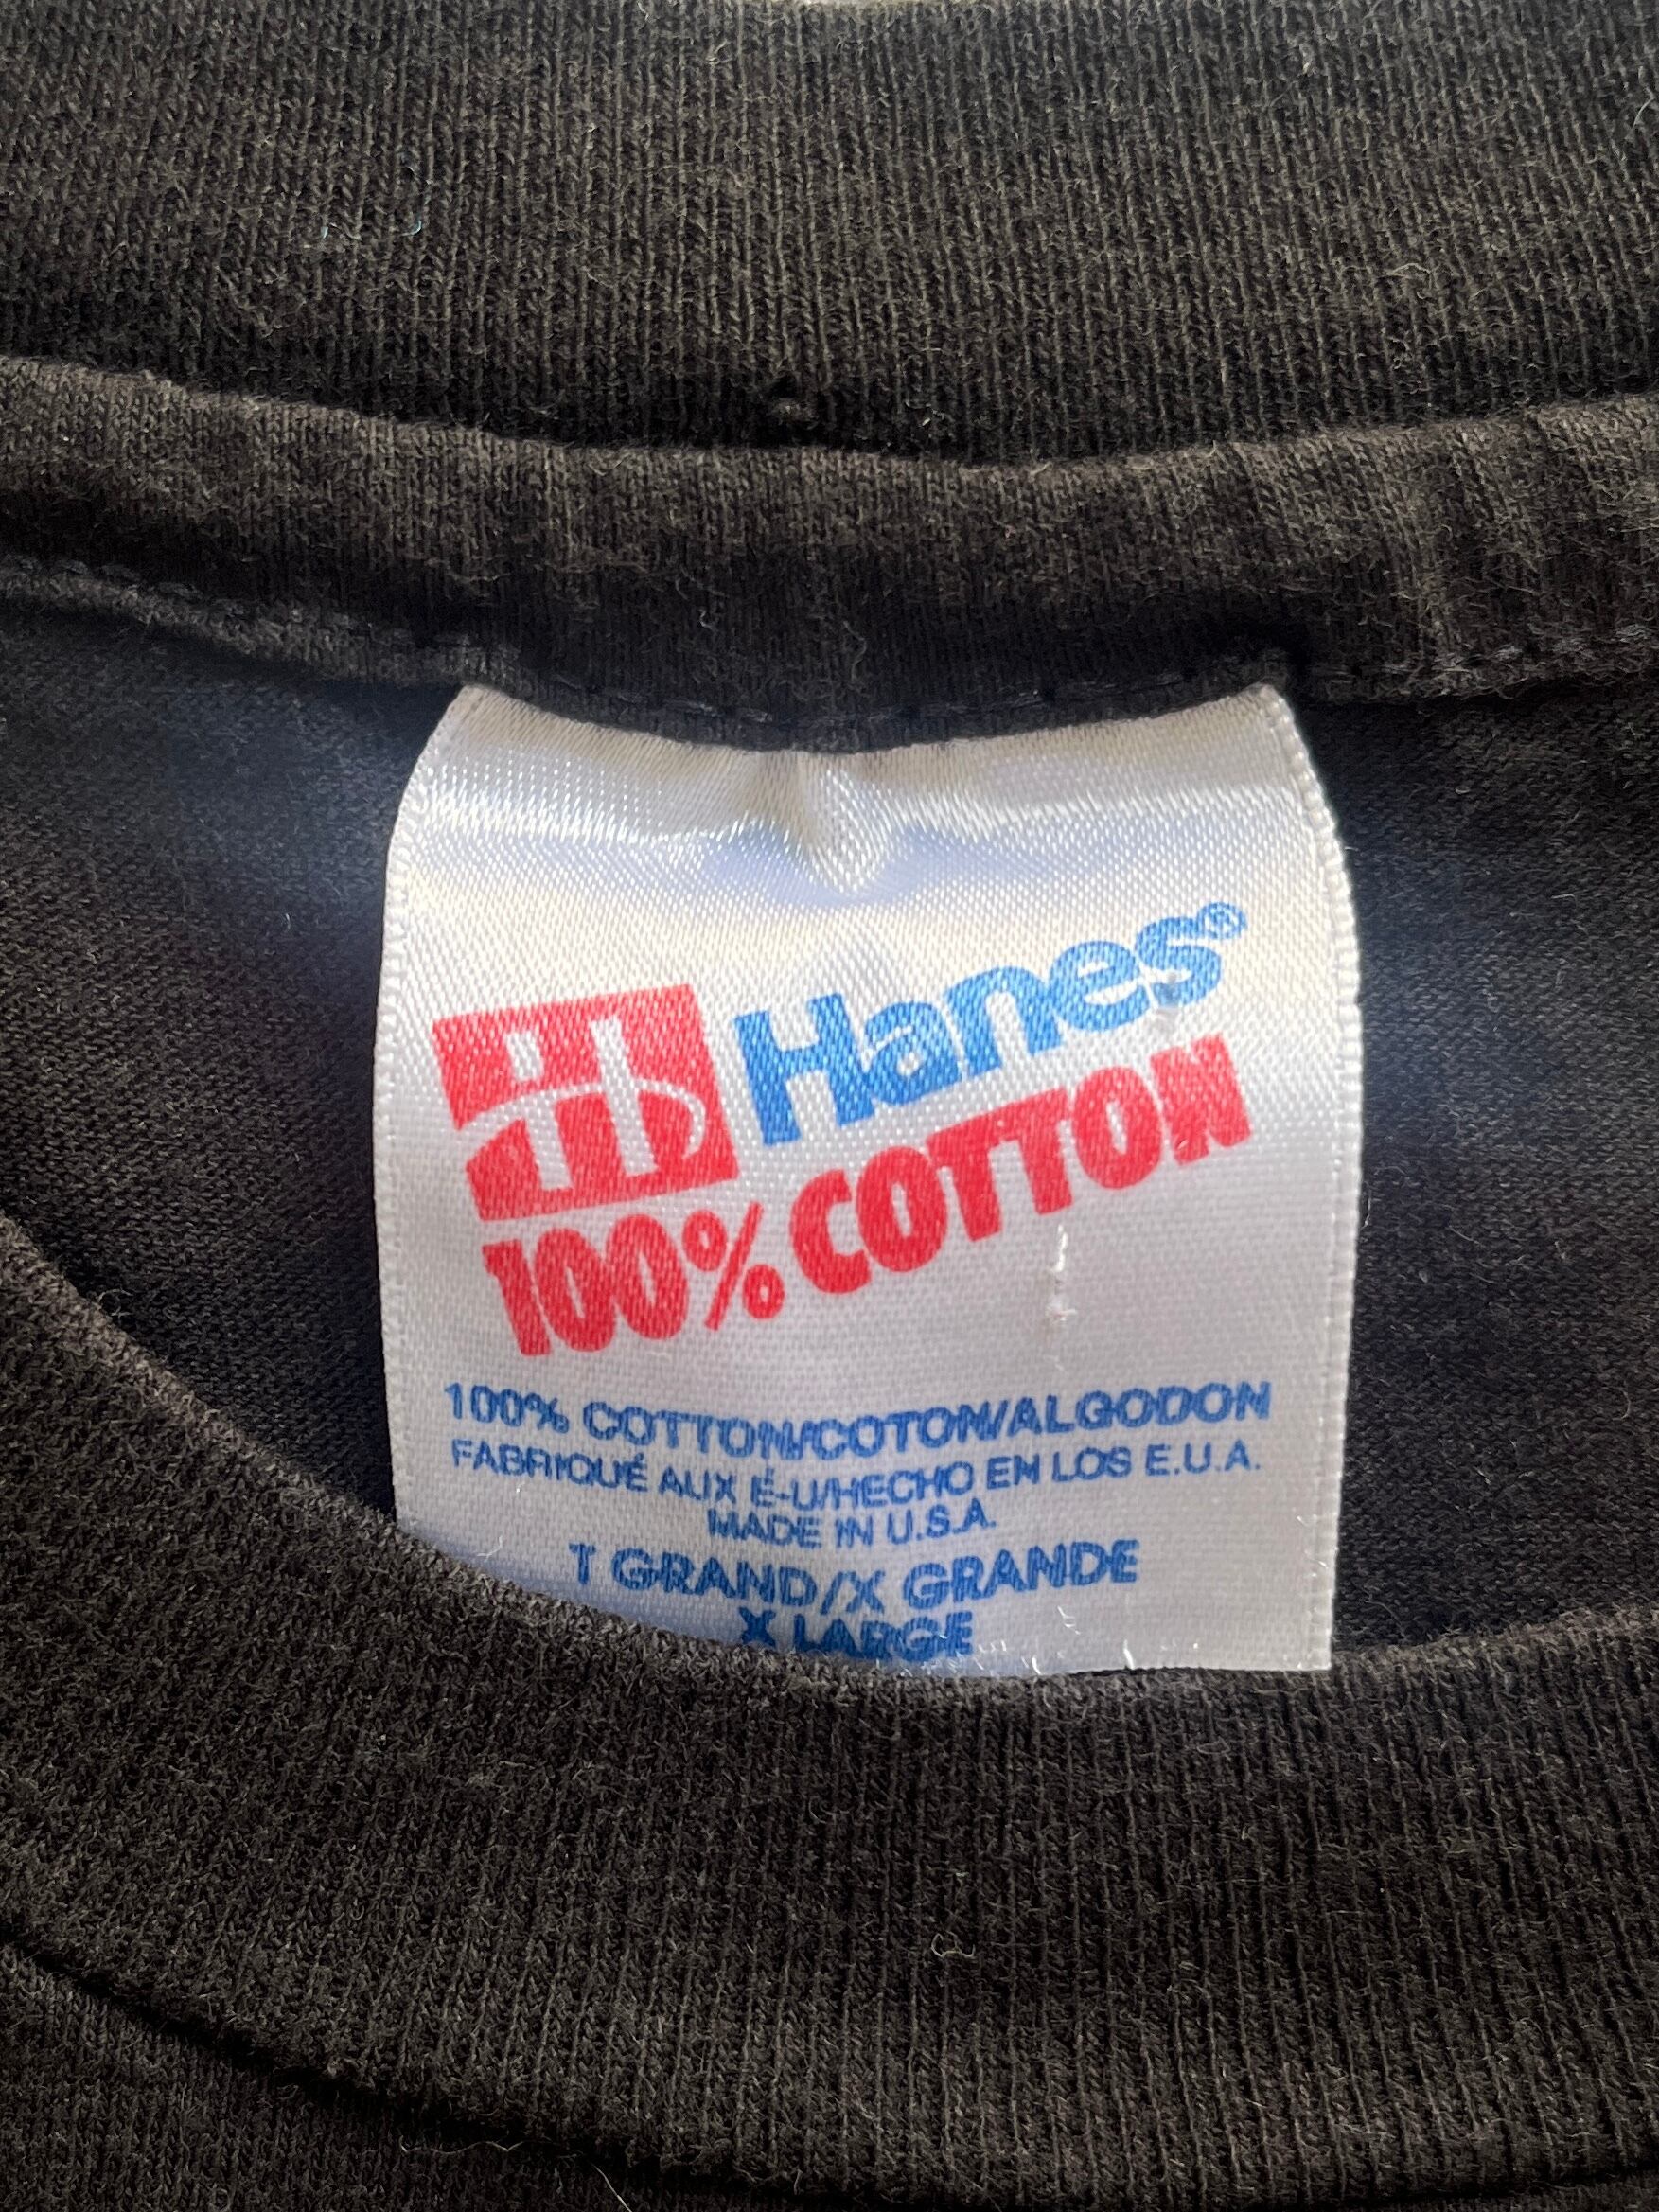 Hanes®
100% COTTON
100% COTTON/COTON/ALGODON
FABRIQUÉ AUX É-U/HECHO EN LOS E.U.A.
MADE IN U.S.A.
T GRAND/X GRANDE
X LARGE